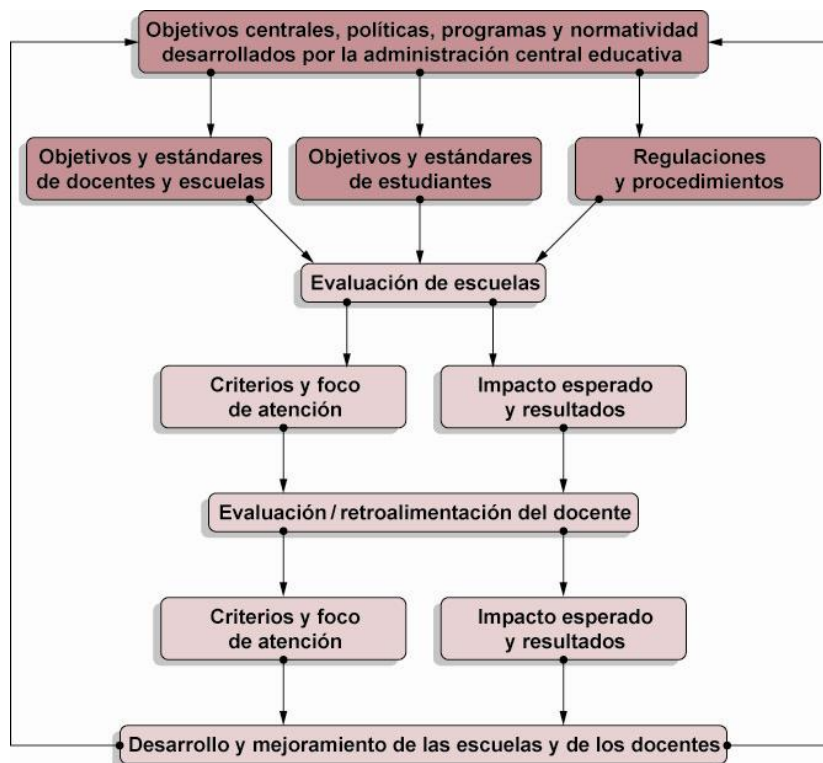 Objetivos centrales, políticas, programas y normatividad
desarrollados por la administración central educativa
Objetivos y estándares
de docentes y escuelas
Objetivos y estándares
de estudiantes
Regulaciones
y procedimientos
Evaluación de escuelas
Criterios y foco
de atención
Impacto esperado
y resultados
Evaluación / retroalimentación del docente
Criterios y foco
de atención
Impacto esperado
y resultados
Desarrollo y mejoramiento de las escuelas y de los docentes